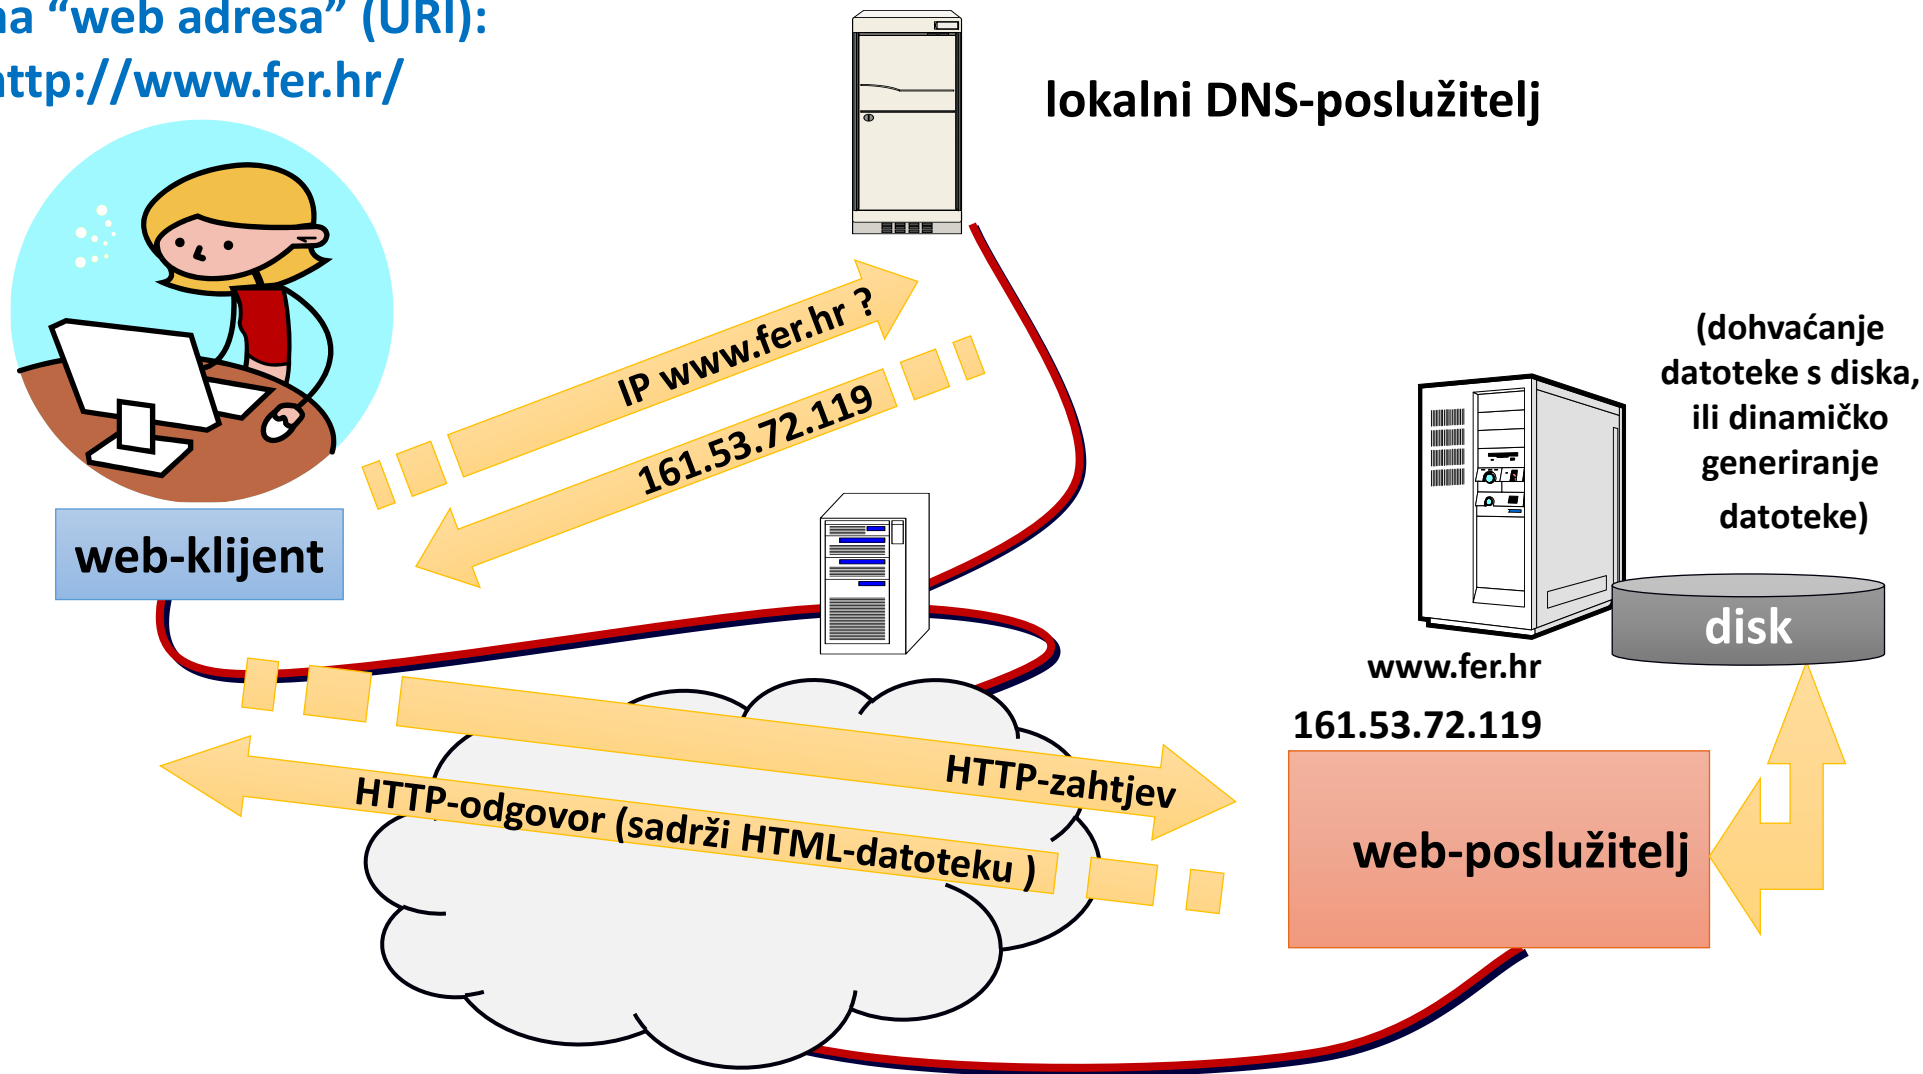 “web adresa” (URI):
http://www.fer.hr/
lokalni DNS-poslužitelj
IP www.fer.hr ?
161.53.72.119
web-klijent
(dohvaćanje
datoteke s diska,
ili dinamičko
generiranje
datoteke)
disk
www.fer.hr
161.53.72.119
HTTP-zahtjev
HTTP-odgovor (sadrži HTML-datoteku )
web-poslužitelj